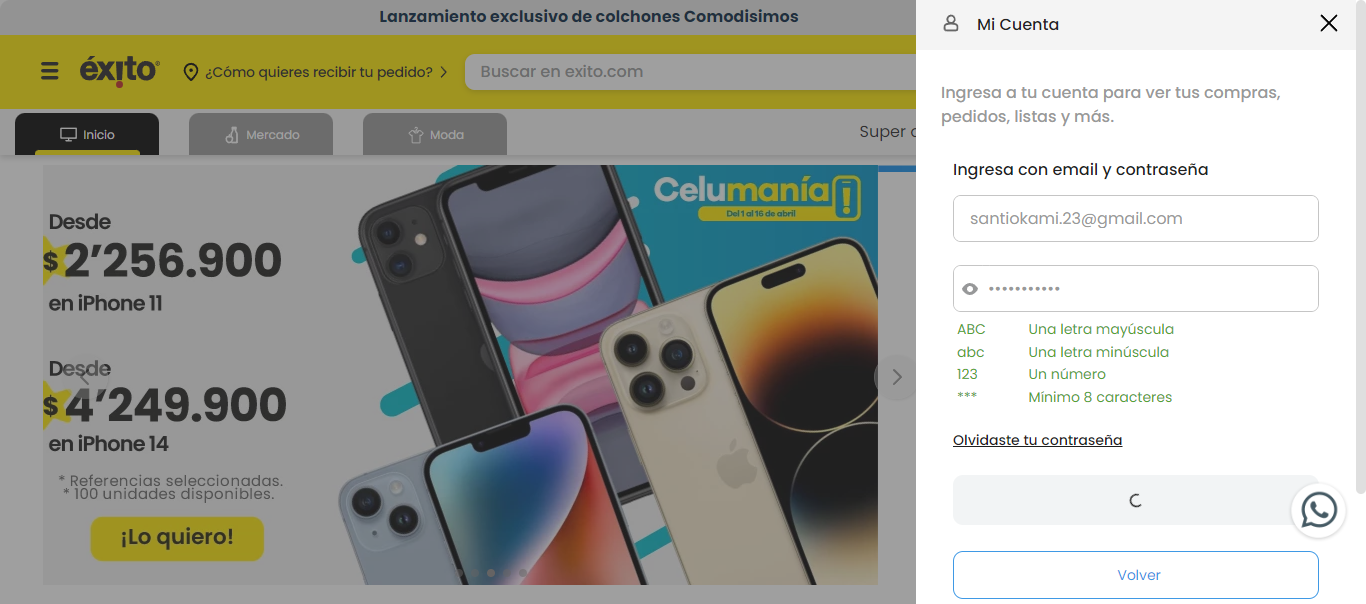 Lanzamiento exclusivo de colchones Comodisimos
éxito
¿Cómo quieres recibir tu pedido?
Buscar en exito.com
Inicio
Mercado
Moda
Super
Celumanía
Del 1 al 16 de abril
Desde
$2’256.900
en iPhone 11
Desde
$4’249.900
en iPhone 14
* Referencias seleccionadas.
* 100 unidades disponibles.
¡Lo quiero!
Mi Cuenta
Ingresa a tu cuenta para ver tus compras,
pedidos, listas y más.
Ingresa con email y contraseña
santiokami.23@gmail.com
•••••••••••
ABC Una letra mayúscula
abc Una letra minúscula
123 Un número
*** Mínimo 8 caracteres
Olvidaste tu contraseña
Volver